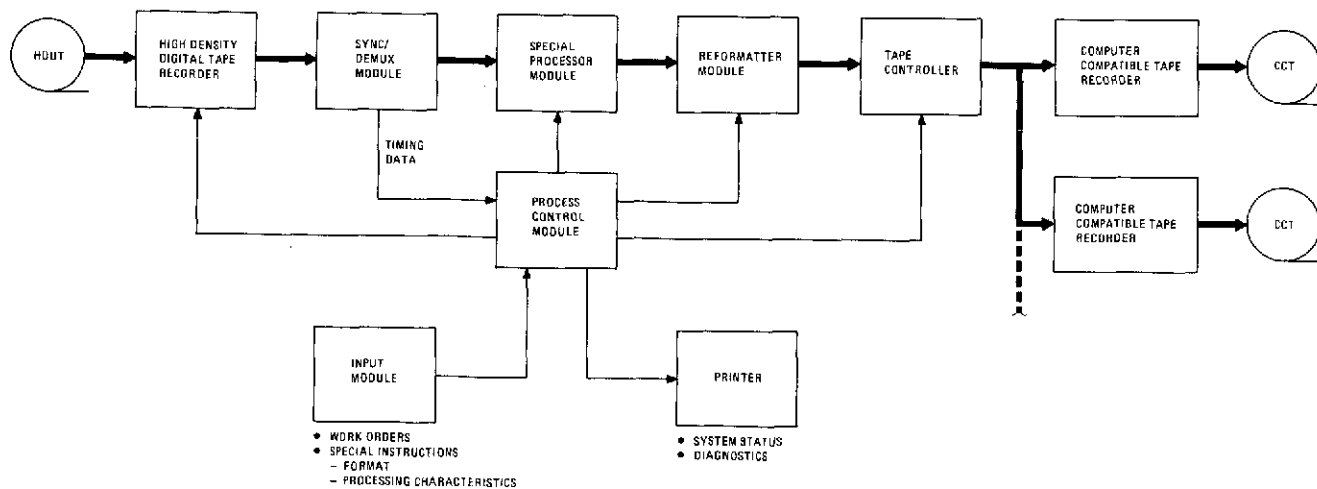 HDUT
HIGH DENSITY
DIGITAL TAPE
RECORDER
SYNC/
DEMUX
MODULE
SPECIAL
PROCESSOR
MODULE
REFORMATTER
MODULE
TAPE
CONTROLLER
COMPUTER
COMPATIBLE TAPE
RECORDER
CCT
TIMING
DATA
PROCESS
CONTROL
MODULE
COMPUTER
COMPATIBLE TAPE
RECORDER
CCT
INPUT
MODULE
PRINTER
• WORK ORDERS
• SPECIAL INSTRUCTIONS
– FORMAT
– PROCESSING CHARACTERISTICS
• SYSTEM STATUS
• DIAGNOSTICS